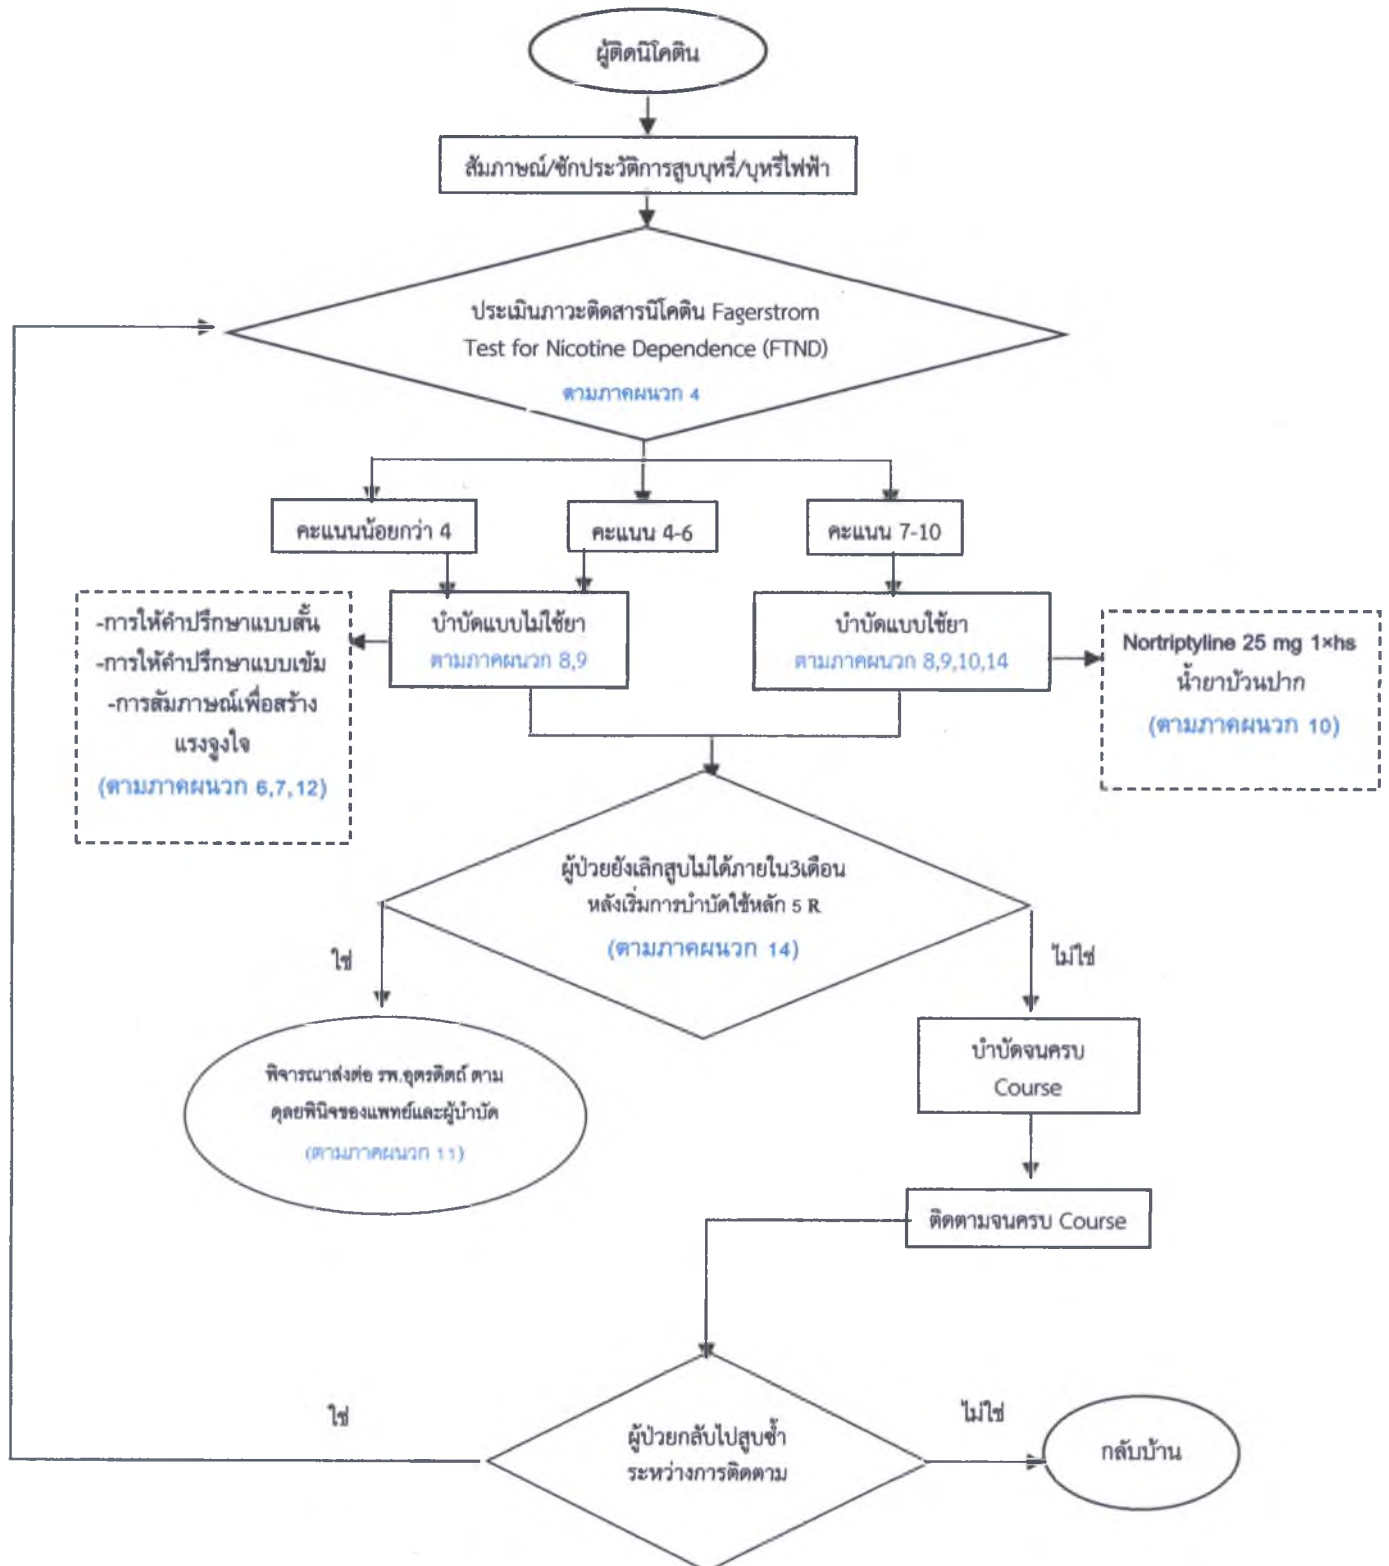 ผู้ติดนิโคติน
สัมภาษณ์/ซักประวัติการสูบบุหรี่/บุหรี่ไฟฟ้า
ประเมินภาวะติดสารนิโคติน Fagerstrom
Test for Nicotine Dependence (FTND)
ตามภาคผนวก 4
คะแนนน้อยกว่า 4
คะแนน 4-6
คะแนน 7-10
-การให้คำปรึกษาแบบสั้น
-การให้คำปรึกษาแบบเข้ม
-การสัมภาษณ์เพื่อสร้าง
แรงจูงใจ
(ตามภาคผนวก 6,7,12)
บำบัดแบบไม่ใช้ยา
ตามภาคผนวก 8,9
บำบัดแบบใช้ยา
ตามภาคผนวก 8,9,10,14
Nortriptyline 25 mg 1×hs
น้ำยาบ้วนปาก
(ตามภาคผนวก 10)
ผู้ป่วยยังเลิกสูบไม่ได้ภายใน3เดือน
หลังเริ่มการบำบัดใช้หลัก 5 R
(ตามภาคผนวก 14)
ใช่
ไม่ใช่
พิจารณาส่งต่อ รพ.อุตรดิตถ์ ตาม
ดุลยพินิจของแพทย์และผู้บำบัด
(ตามภาคผนวก 11)
บำบัดจนครบ
Course
ติดตามจนครบ Course
ใช่
ผู้ป่วยกลับไปสูบซ้ำ
ระหว่างการติดตาม
ไม่ใช่
กลับบ้าน